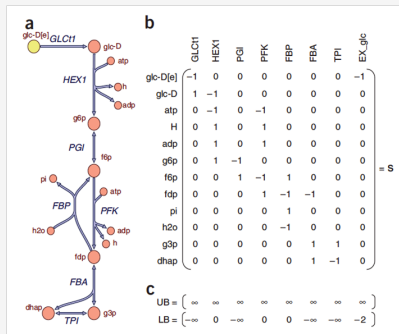 a
glc-D[e]
GLCt1
glc-D
atp
HEX1
h
adp
g6p
PGI
f6p
pi
atp
FBP
PFK
h2o
adp
h
fdp
FBA
dhap
g3p
TPI
b
GLCt1 HEX1 PGI PFK FBP FBA TPI EX_glc
glc-D[e] −1 0 0 0 0 0 0 −1
glc-D 1 −1 0 0 0 0 0 0
atp 0 −1 0 −1 0 0 0 0
H 0 1 0 1 0 0 0 0
adp 0 1 0 1 0 0 0 0
g6p 0 1 −1 0 0 0 0 0
= S
f6p 0 0 1 −1 1 0 0 0
fdp 0 0 0 1 −1 −1 0 0
pi 0 0 0 0 1 0 0 0
h2o 0 0 0 0 −1 0 0 0
g3p 0 0 0 0 0 1 1 0
dhap 0 0 0 0 0 1 −1 0
c
UB = ( ∞ ∞ ∞ ∞ ∞ ∞ ∞ ∞ )
LB = ( −∞ 0 −∞ 0 0 −∞ −∞ −2 )